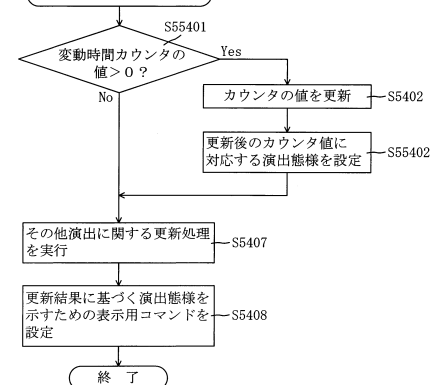 S55401
変動時間カウンタの
値>0?
Yes
No
カウンタの値を更新
S5402
更新後のカウンタ値に
対応する演出態様を設定
S55402
その他演出に関する更新処理
を実行
S5407
更新結果に基づく演出態様を
示すための表示用コマンドを
設定
S5408
終 了